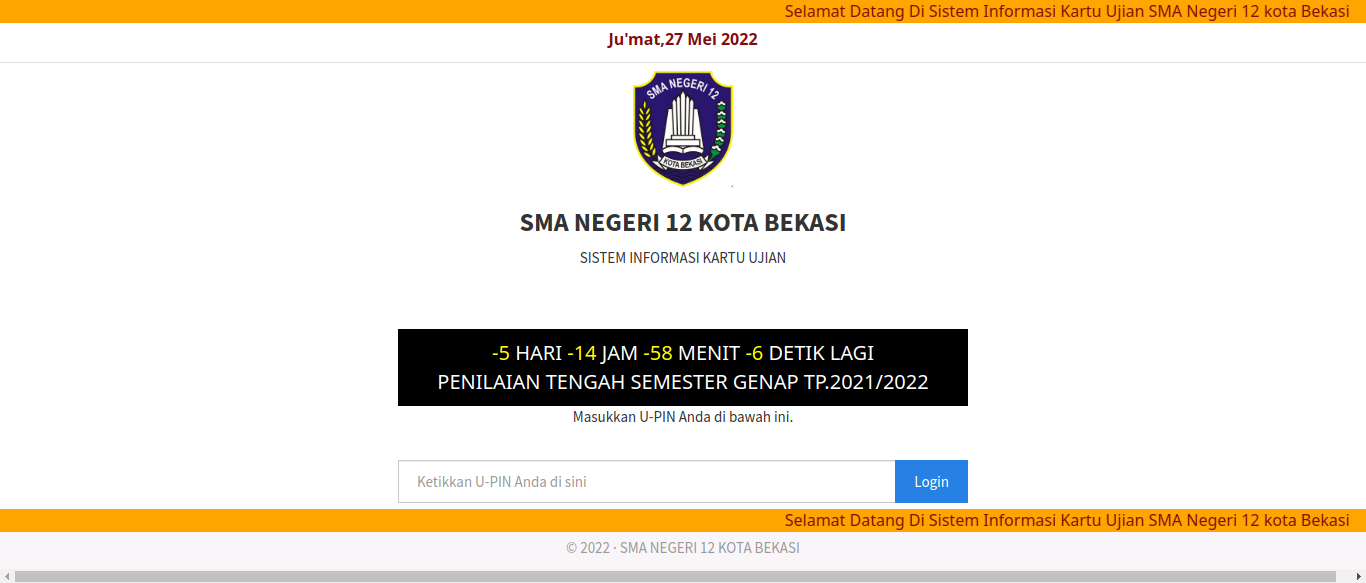 Selamat Datang Di Sistem Informasi Kartu Ujian SMA Negeri 12 kota Bekasi
Ju'mat,27 Mei 2022
SMA NEGERI 12
KOTA BEKASI
SMA NEGERI 12 KOTA BEKASI
SISTEM INFORMASI KARTU UJIAN
-5 HARI -14 JAM -58 MENIT -6 DETIK LAGI
PENILAIAN TENGAH SEMESTER GENAP TP.2021/2022
Masukkan U-PIN Anda di bawah ini.
Ketikkan U-PIN Anda di sini
Login
Selamat Datang Di Sistem Informasi Kartu Ujian SMA Negeri 12 kota Bekasi
© 2022 · SMA NEGERI 12 KOTA BEKASI